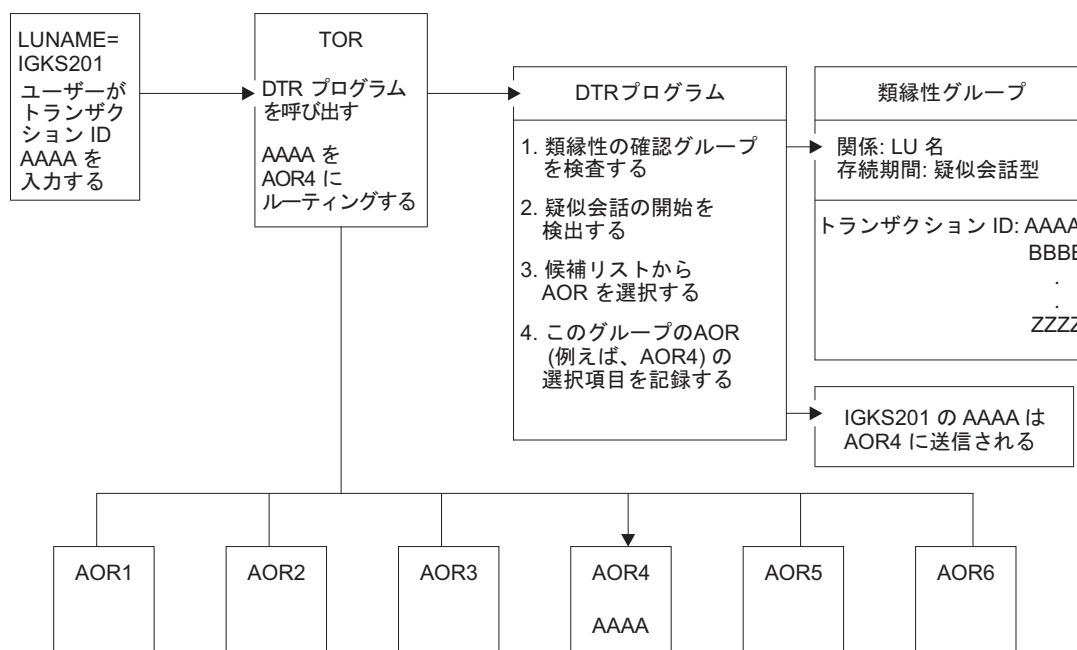 LUNAME=
IGKS201
ユーザーが
トランザク
ション ID
AAAA を
入力する
TOR
DTR プログラム
を呼び出す
AAAA を
AOR4 に
ルーティングする
DTRプログラム
1. 類縁性の確認グループ
を検査する
2. 疑似会話の開始を
検出する
3. 候補リストから
AOR を選択する
4. このグループのAOR
(例えば、AOR4) の
選択項目を記録する
類縁性グループ
関係: LU 名
存続期間: 疑似会話型
トランザクション ID: AAAA
BBBB
.
.
ZZZZ
IGKS201 の AAAA は
AOR4 に送信される
AOR1
AOR2
AOR3
AOR4
AOR5
AOR6
AAAA